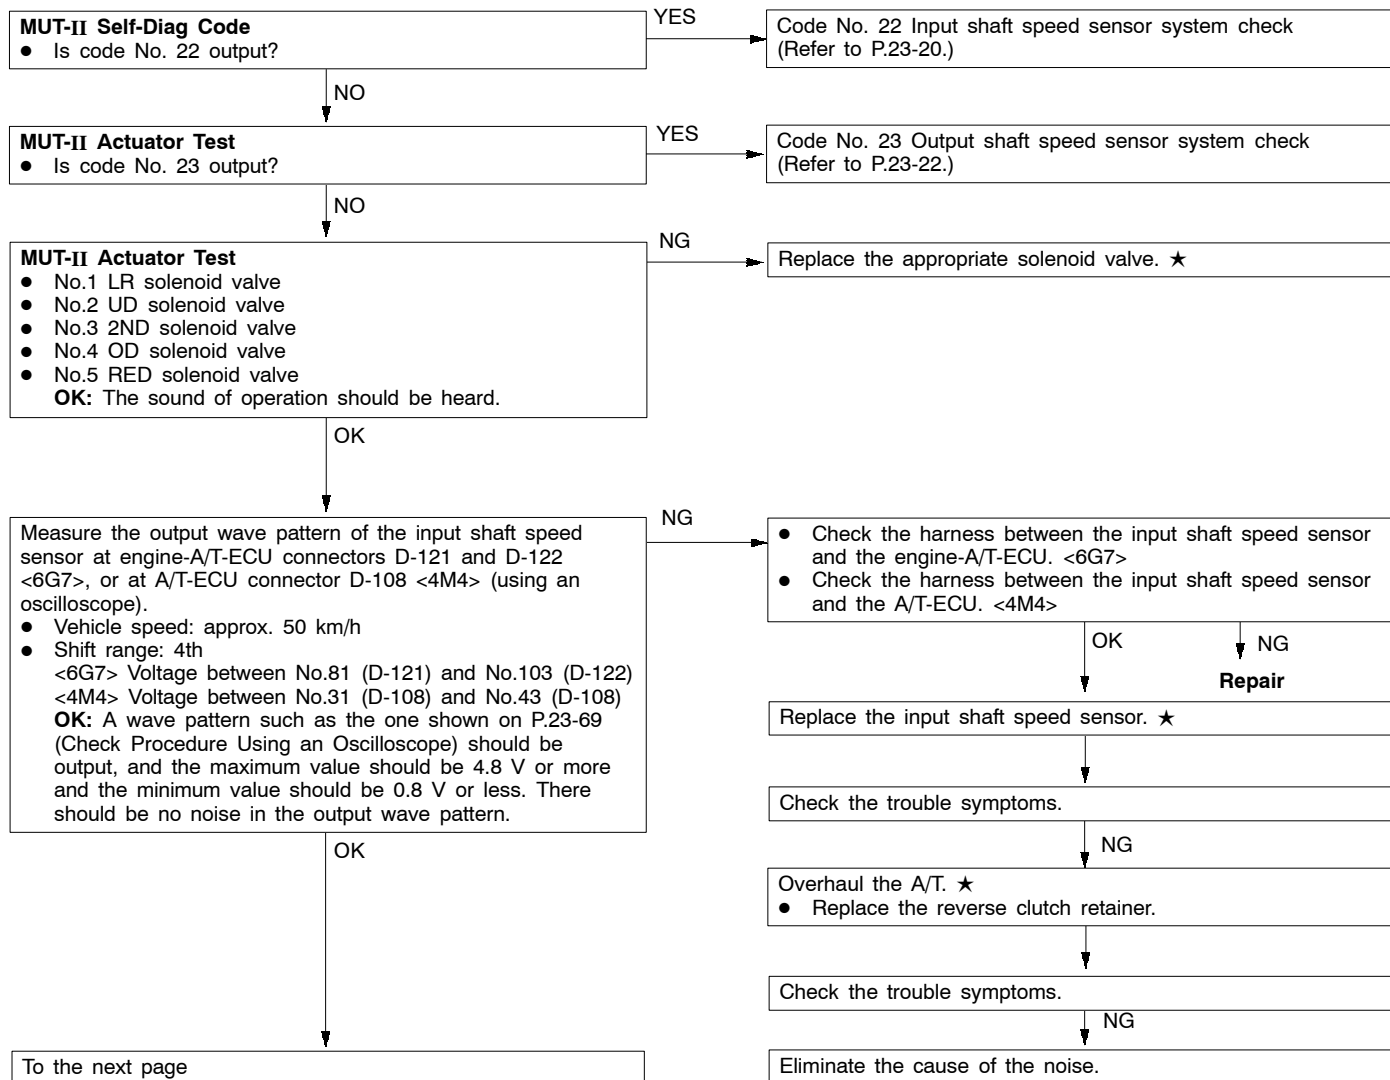 MUT-II Self-Diag Code
● Is code No. 22 output?
YES
Code No. 22 Input shaft speed sensor system check
(Refer to P.23-20.)
NO
MUT-II Actuator Test
● Is code No. 23 output?
YES
Code No. 23 Output shaft speed sensor system check
(Refer to P.23-22.)
NO
MUT-II Actuator Test
● No.1 LR solenoid valve
● No.2 UD solenoid valve
● No.3 2ND solenoid valve
● No.4 OD solenoid valve
● No.5 RED solenoid valve
OK: The sound of operation should be heard.
NG
Replace the appropriate solenoid valve. ★
OK
Measure the output wave pattern of the input shaft speed
sensor at engine-A/T-ECU connectors D-121 and D-122
<6G7>, or at A/T-ECU connector D-108 <4M4> (using an
oscilloscope).
● Vehicle speed: approx. 50 km/h
● Shift range: 4th
<6G7> Voltage between No.81 (D-121) and No.103 (D-122)
<4M4> Voltage between No.31 (D-108) and No.43 (D-108)
OK: A wave pattern such as the one shown on P.23-69
(Check Procedure Using an Oscilloscope) should be
output, and the maximum value should be 4.8 V or more
and the minimum value should be 0.8 V or less. There
should be no noise in the output wave pattern.
NG
● Check the harness between the input shaft speed sensor
and the engine-A/T-ECU. <6G7>
● Check the harness between the input shaft speed sensor
and the A/T-ECU. <4M4>
OK
NG
Repair
Replace the input shaft speed sensor. ★
Check the trouble symptoms.
NG
Overhaul the A/T. ★
● Replace the reverse clutch retainer.
Check the trouble symptoms.
NG
Eliminate the cause of the noise.
OK
To the next page